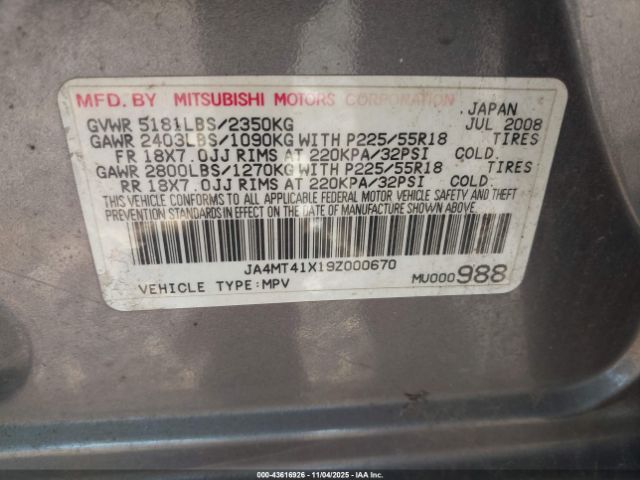 MFD. BY MITSUBISHI MOTORS CORPORATION
JAPAN
GVWR 5181LBS/2350KG JUL 2008
GAWR 2403LBS/1090KG WITH P225/55R18 TIRES
FR 18X7.0JJ RIMS AT 220KPA/32PSI COLD.
GAWR 2800LBS/1270KG WITH P225/55R18 TIRES
RR 18X7.0JJ RIMS AT 220KPA/32PSI COLD
THIS VEHICLE CONFORMS TO ALL APPLICABLE FEDERAL MOTOR VEHICLE SAFETY AND THEFT
PREVENTION STANDARDS IN EFFECT ON THE DATE OF MANUFACTURE SHOWN ABOVE.
JA4MT41X19Z000670
VEHICLE TYPE:MPV MU000988
000-43616926 - 11/04/2025 - IAAC